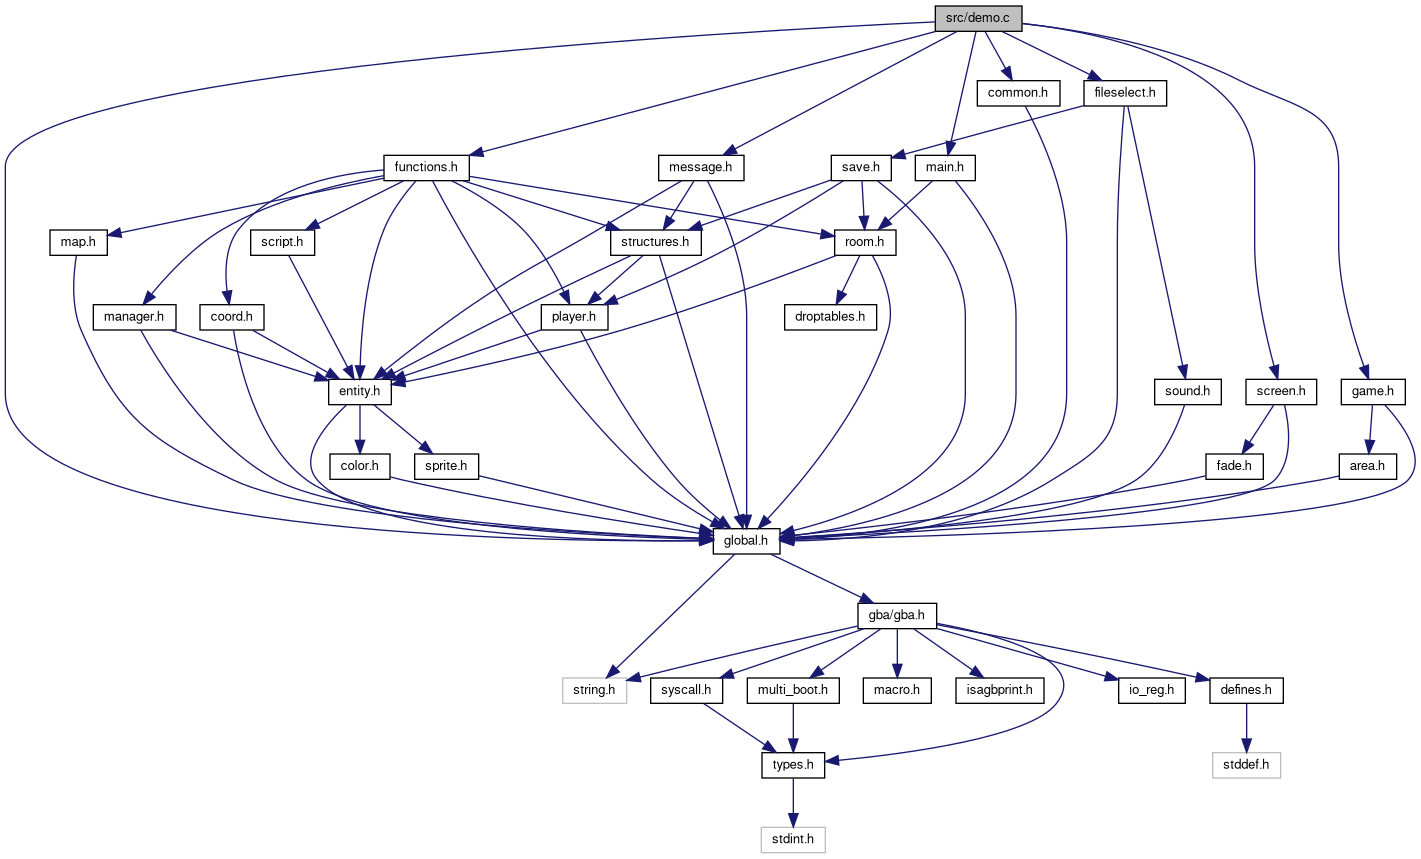 src/demo.c
common.h
fileselect.h
functions.h
message.h
save.h
main.h
map.h
script.h
structures.h
room.h
manager.h
coord.h
player.h
droptables.h
entity.h
sound.h
screen.h
game.h
color.h
sprite.h
fade.h
area.h
global.h
gba/gba.h
string.h
syscall.h
multi_boot.h
macro.h
isagbprint.h
io_reg.h
defines.h
types.h
stddef.h
stdint.h